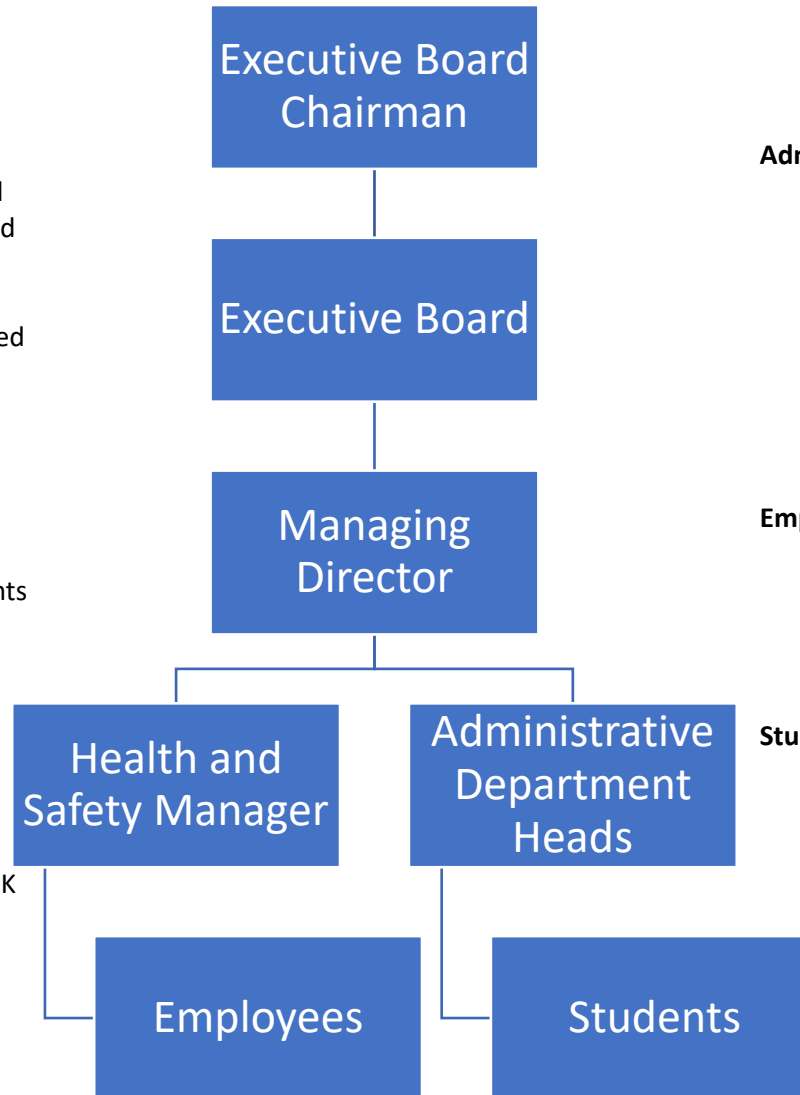 Executive Board
Chairman
Executive Board
Managing
Director
Health and
Safety Manager
Administrative
Department
Heads
K
Employees
Students